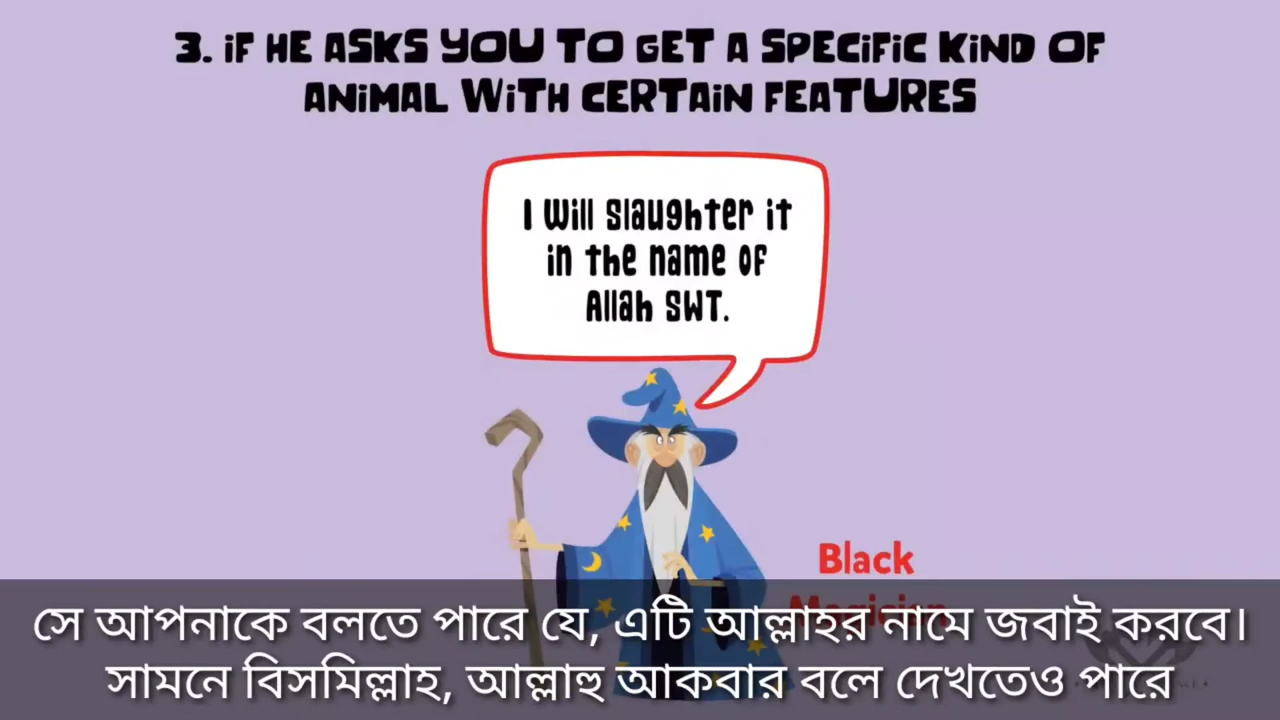 3. IF HE ASKS YOU TO GET A SPECIFIC KIND OF
ANIMAL WITH CERTAIN FEATURES
I Will Slaughter it
in the name of
Allah SWT.
Black
Magician
সে আপনাকে বলতে পারে যে, এটি আল্লাহর নামে জবাই করবে।
সামনে বিসমিল্লাহ, আল্লাহু আকবার বলে দেখতেও পারে